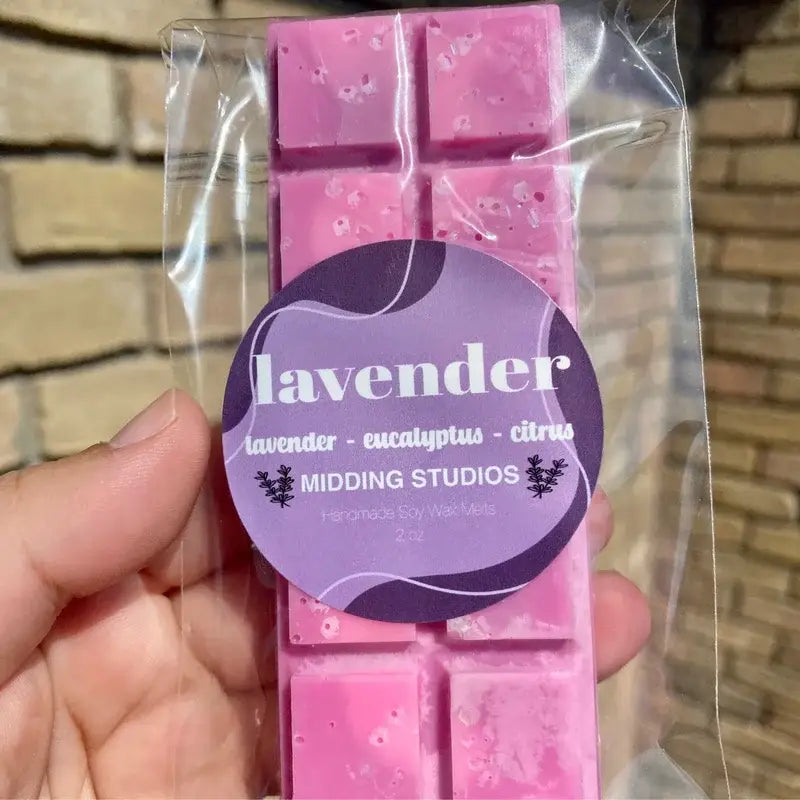 lavender
lavender - eucalyptus - citrus
MIDDING STUDIOS
Handmade Soy Wax Melts
2 oz